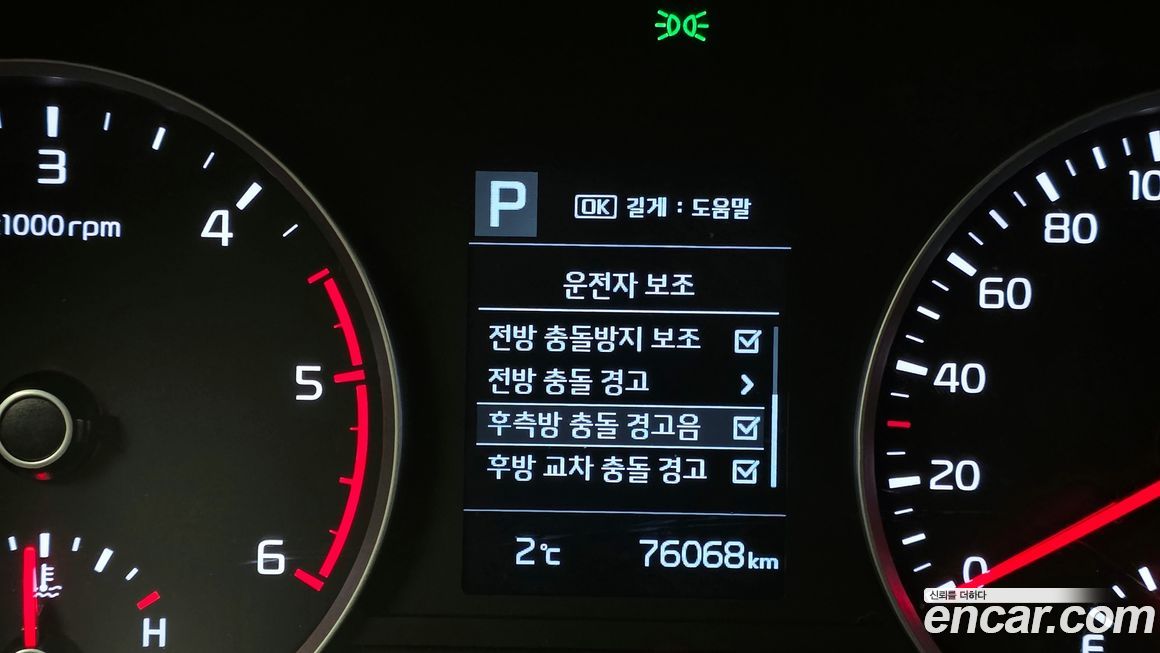 3
x1000rpm
4
5
6
H
P
OK 길게 : 도움말
운전자 보조
전방 충돌방지 보조
전방 충돌 경고
후측방 충돌 경고음
후방 교차 충돌 경고
2℃
76068km
80
60
40
20
0
E
신뢰를 더하다
encar.com